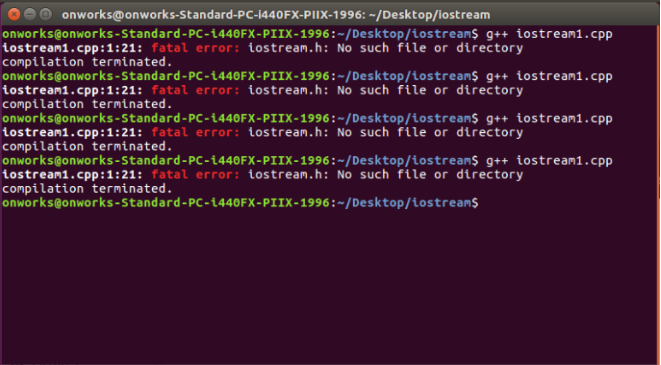 onworks@onworks-Standard-PC-i440FX-PIIX-1996: ~/Desktop/iostream
onworks@onworks-Standard-PC-i440FX-PIIX-1996:~/Desktop/iostream$ g++ iostream1.cpp
iostream1.cpp:1:21: fatal error: iostream.h: No such file or directory
compilation terminated.
onworks@onworks-Standard-PC-i440FX-PIIX-1996:~/Desktop/iostream$ g++ iostream1.cpp
iostream1.cpp:1:21: fatal error: iostream.h: No such file or directory
compilation terminated.
onworks@onworks-Standard-PC-i440FX-PIIX-1996:~/Desktop/iostream$ g++ iostream1.cpp
iostream1.cpp:1:21: fatal error: iostream.h: No such file or directory
compilation terminated.
onworks@onworks-Standard-PC-i440FX-PIIX-1996:~/Desktop/iostream$ g++ iostream1.cpp
iostream1.cpp:1:21: fatal error: iostream.h: No such file or directory
compilation terminated.
onworks@onworks-Standard-PC-i440FX-PIIX-1996:~/Desktop/iostream$